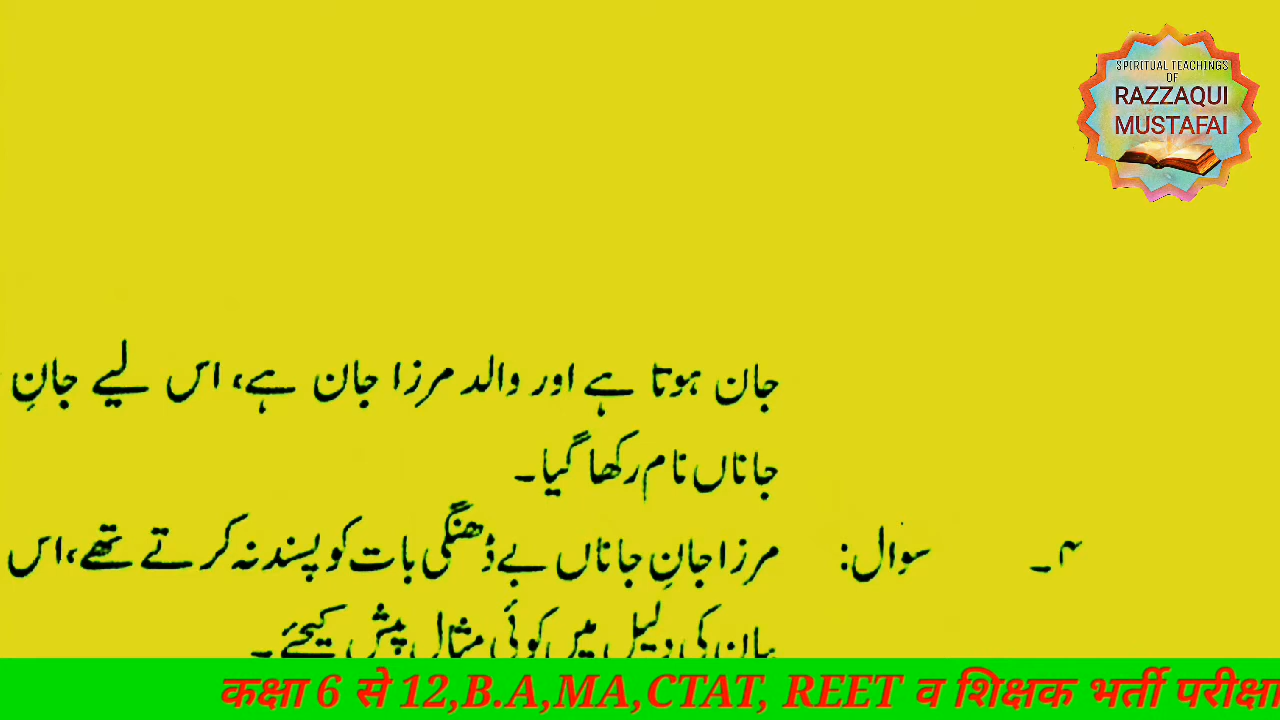 SPIRITUAL TEACHINGS
OF
RAZZAQUI
MUSTAFAI
جان ہوتا ہے اور والد مرزا جان ہے، اس لیے جانِ
جاناں نام رکھا گیا۔
۴۔ سوال: مرزا جانِ جاناں بے ڈھنگی بات کو پسند نہ کرتے تھے، اس
بیان کی دلیل میں کوئی مثال پیش کیجئے۔
कक्षा 6 से 12,B.A,MA,CTAT, REET व शिक्षक भर्ती परीक्षा